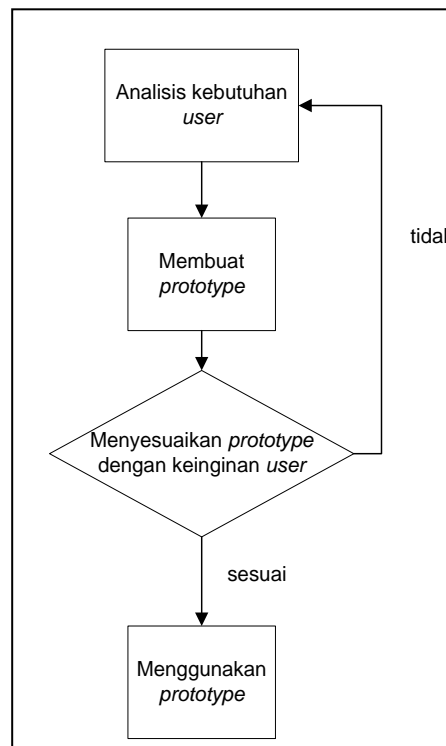 Analisis kebutuhan
user
Membuat
prototype
tidak
Menyesuaikan prototype
dengan keinginan user
sesuai
Menggunakan
prototype